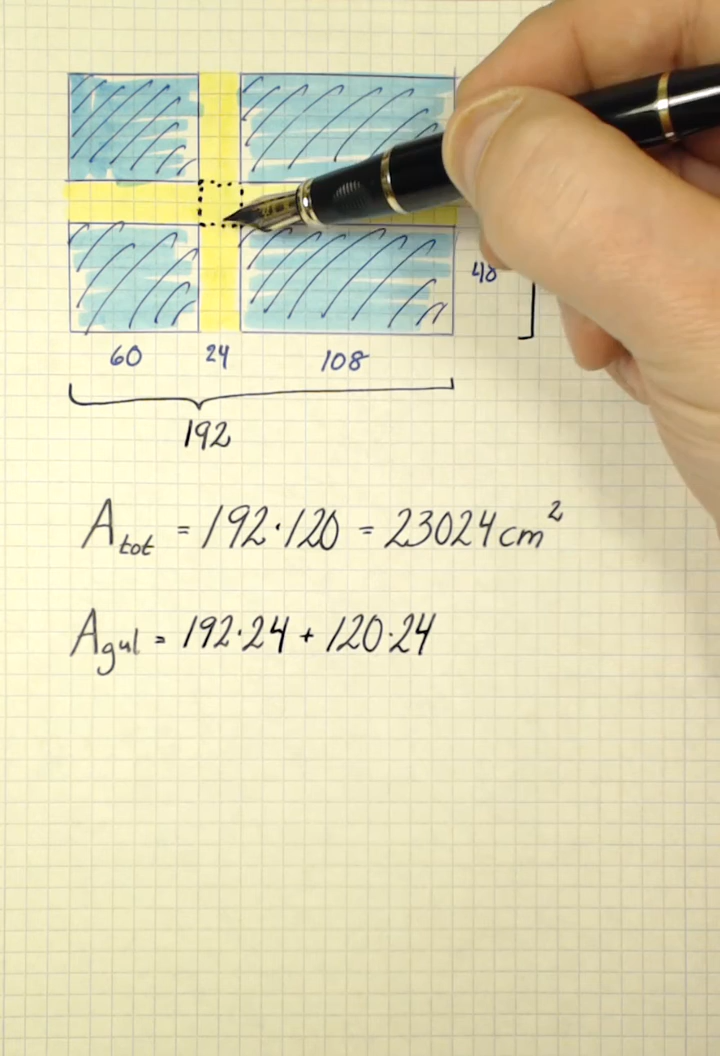 48
60 24 108
192
A_tot = 192·120 = 23024 cm²
A_gul = 192·24 + 120·24